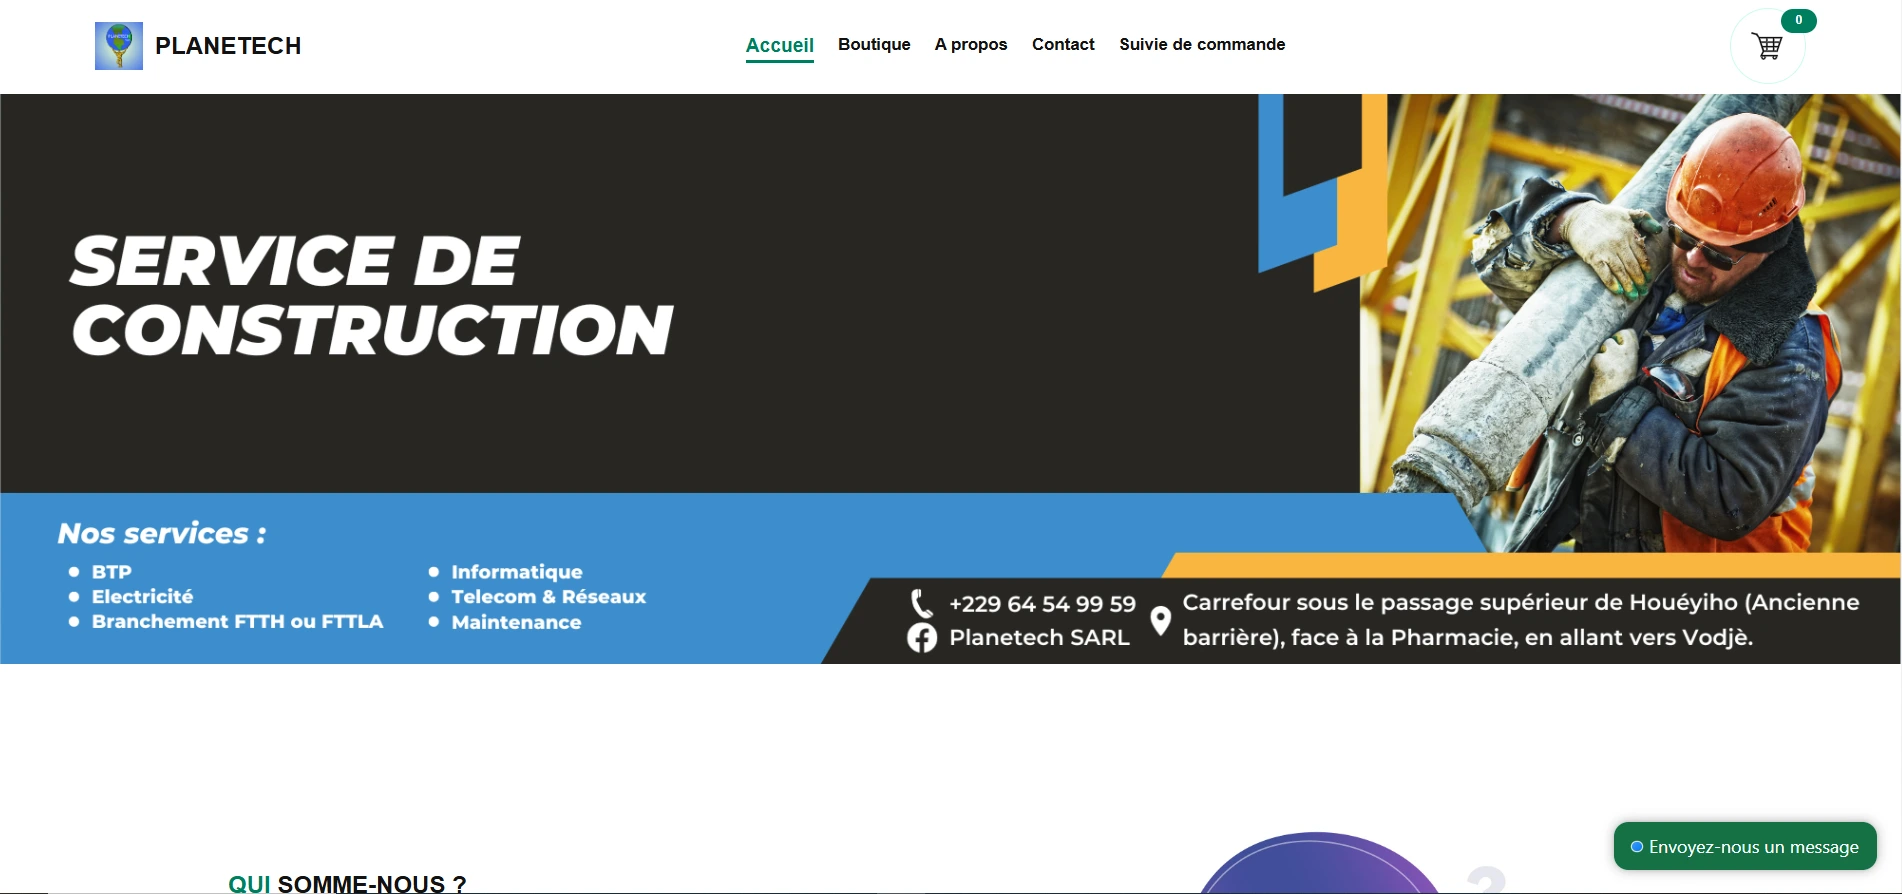 PLANETECH
Accueil
Boutique
A propos
Contact
Suivie de commande
0
SERVICE DE
CONSTRUCTION
Nos services :
BTP
Electricité
Branchement FTTH ou FTTLA
Informatique
Telecom & Réseaux
Maintenance
+229 64 54 99 59
Planetech SARL
Carrefour sous le passage supérieur de Houéyiho (Ancienne
barrière), face à la Pharmacie, en allant vers Vodjè.
QUI SOMME-NOUS ?
?
Envoyez-nous un message